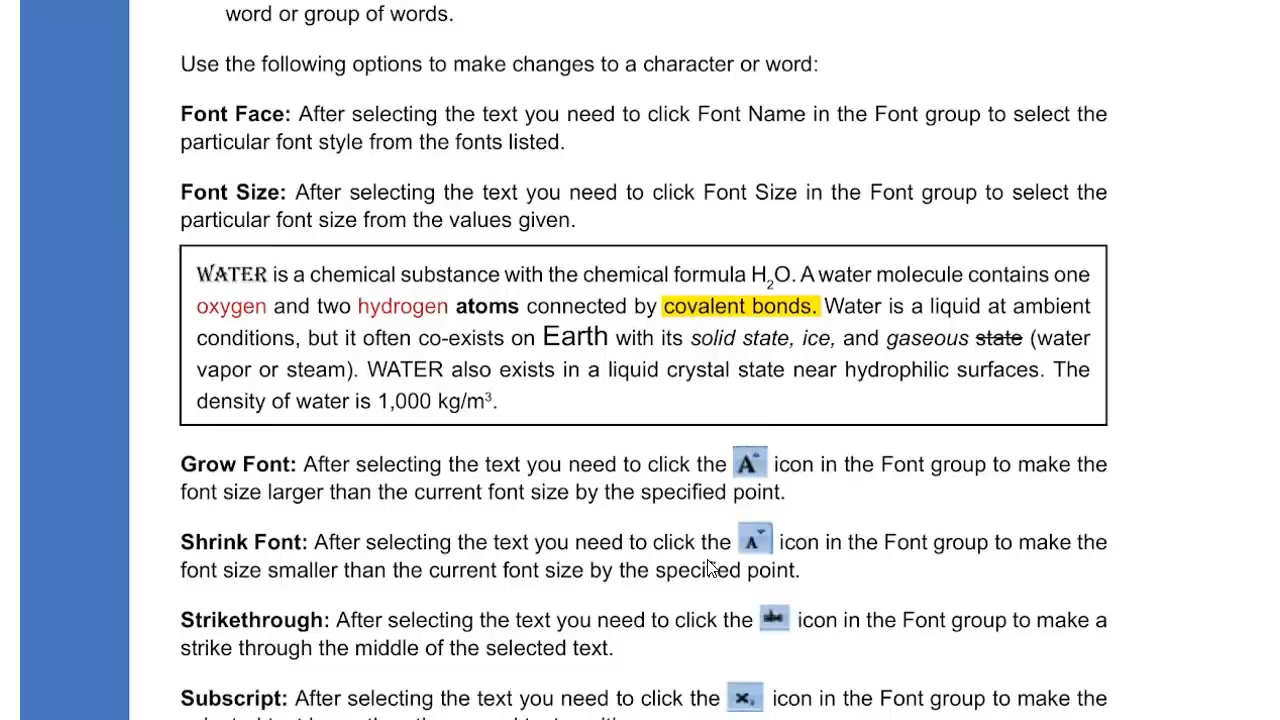 word or group of words.
Use the following options to make changes to a character or word:
Font Face: After selecting the text you need to click Font Name in the Font group to select the
particular font style from the fonts listed.
Font Size: After selecting the text you need to click Font Size in the Font group to select the
particular font size from the values given.
WATER is a chemical substance with the chemical formula H₂O. A water molecule contains one
oxygen and two hydrogen atoms connected by covalent bonds. Water is a liquid at ambient
conditions, but it often co-exists on Earth with its solid state, ice, and gaseous state (water
vapor or steam). WATER also exists in a liquid crystal state near hydrophilic surfaces. The
density of water is 1,000 kg/m³.
Grow Font: After selecting the text you need to click the A icon in the Font group to make the
font size larger than the current font size by the specified point.
Shrink Font: After selecting the text you need to click the A icon in the Font group to make the
font size smaller than the current font size by the specified point.
Strikethrough: After selecting the text you need to click the abc icon in the Font group to make a
strike through the middle of the selected text.
Subscript: After selecting the text you need to click the x₂ icon in the Font group to make the